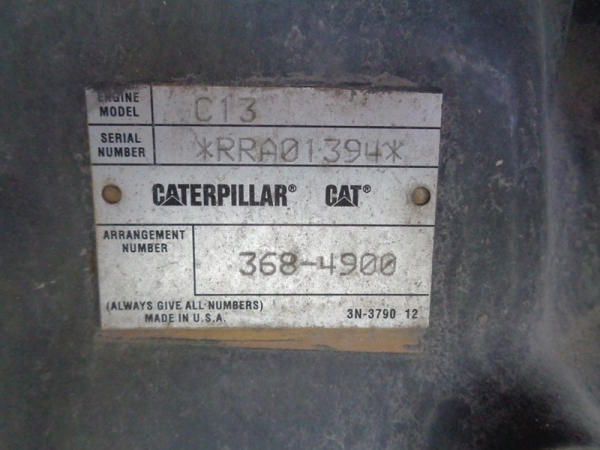 ENGINE
MODEL
C13
SERIAL
NUMBER
*RRA01394*
CATERPILLAR® CAT®
ARRANGEMENT
NUMBER
368-4900
(ALWAYS GIVE ALL NUMBERS)
MADE IN U.S.A.
3N-3790 12